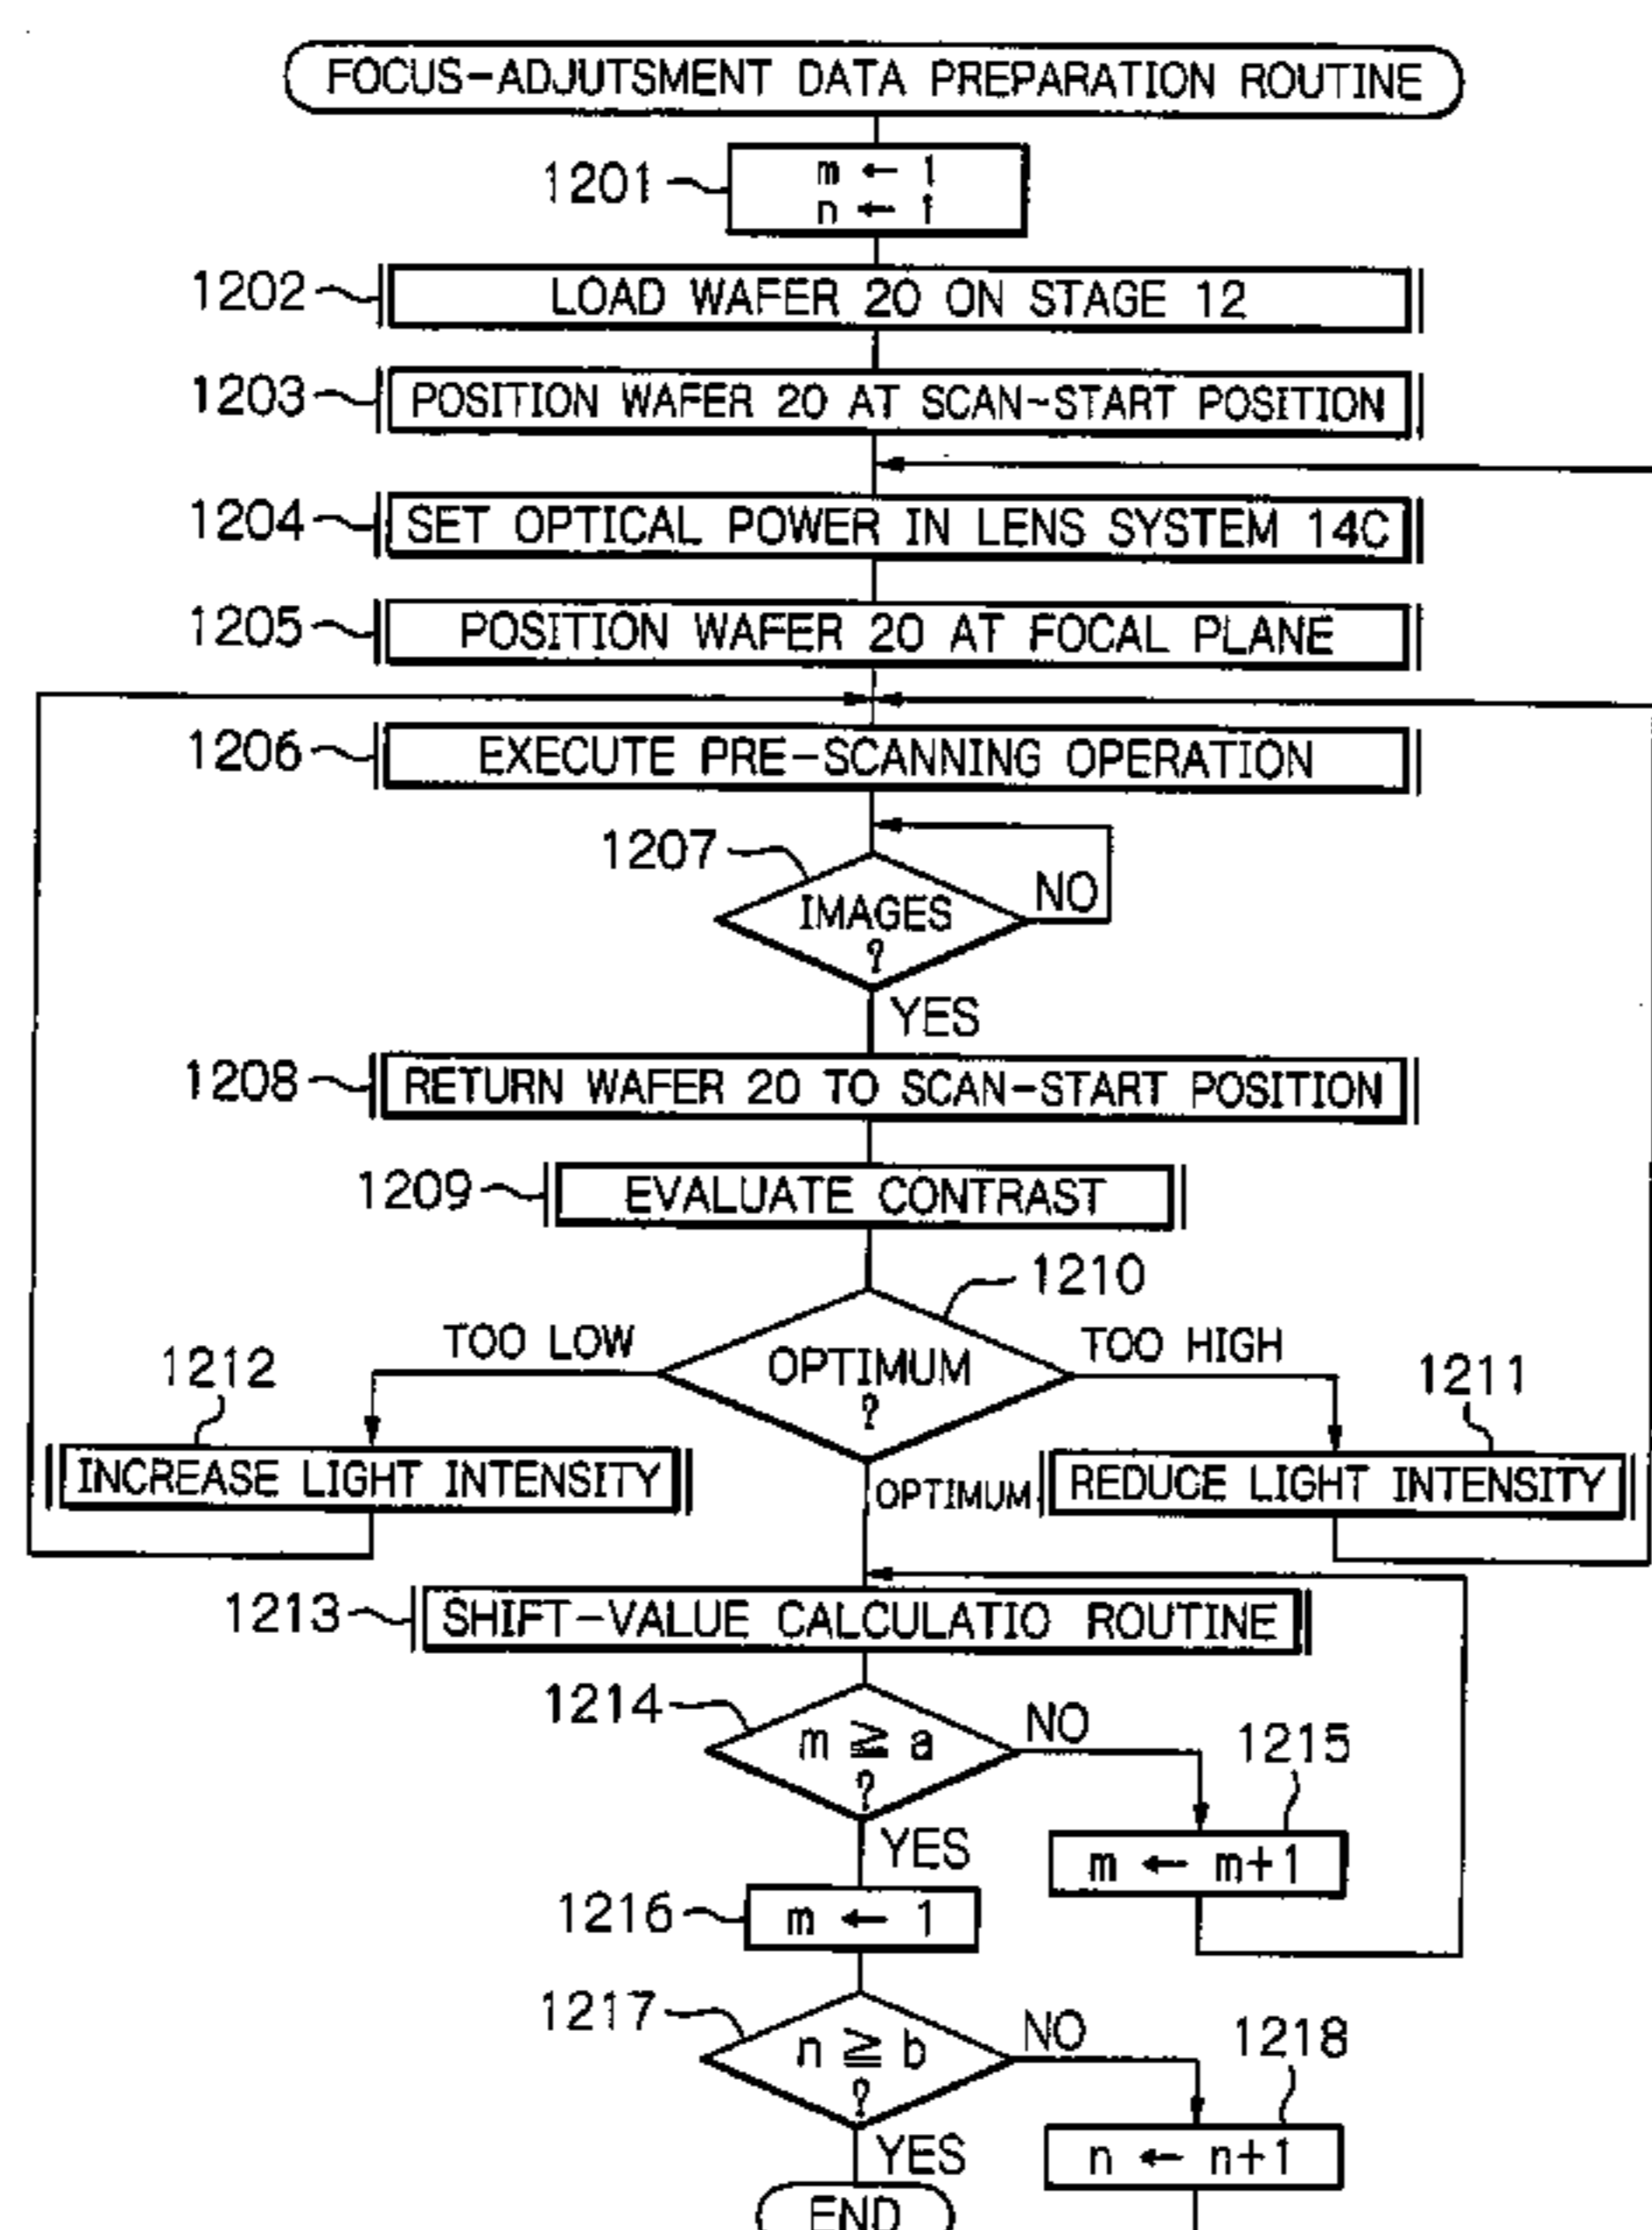 FOCUS-ADJUTSMENT DATA PREPARATION ROUTINE
1201
m ← 1
n ← 1
1202
LOAD WAFER 20 ON STAGE 12
1203
POSITION WAFER 20 AT SCAN-START POSITION
1204
SET OPTICAL POWER IN LENS SYSTEM 14C
1205
POSITION WAFER 20 AT FOCAL PLANE
1206
EXECUTE PRE-SCANNING OPERATION
1207
IMAGES
?
NO
YES
1208
RETURN WAFER 20 TO SCAN-START POSITION
1209
EVALUATE CONTRAST
1210
TOO LOW
OPTIMUM
?
TOO HIGH
1212
1211
INCREASE LIGHT INTENSITY
OPTIMUM
REDUCE LIGHT INTENSITY
1213
SHIFT-VALUE CALCULATIO ROUTINE
1214
m ≧ a
?
NO
1215
YES
m ← m+1
1216
m ← 1
1217
n ≧ b
?
NO
1218
YES
n ← n+1
END